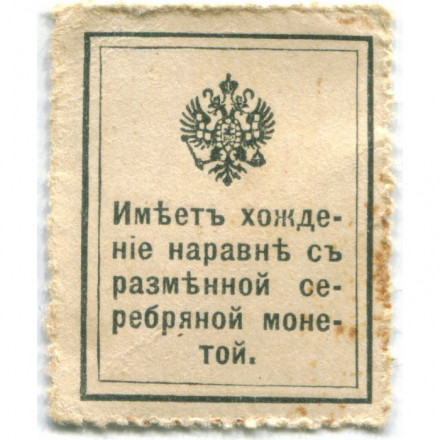 Имѣетъ хожде-
ніе наравнѣ съ
размѣнной се-
ребряной моне-
той.